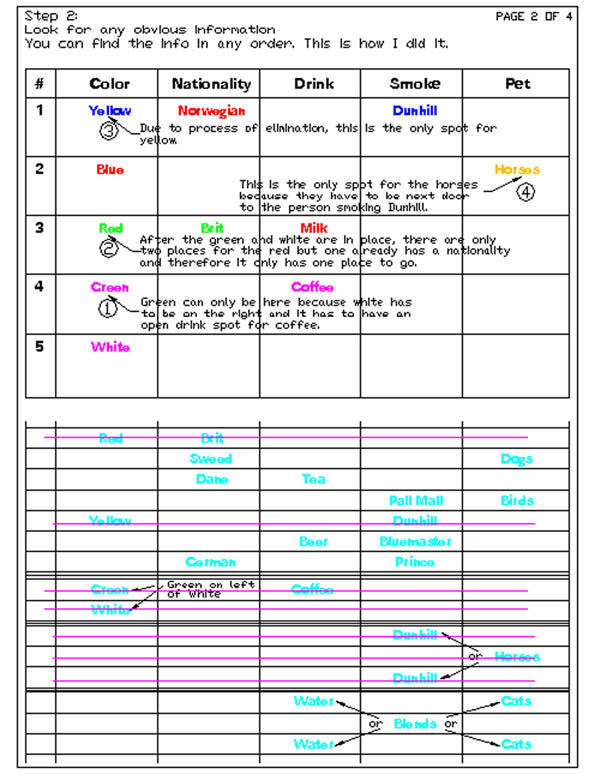 Step 2:
PAGE 2 OF 4
Look for any obvious information
You can find the info in any order. This is how I did it.
# Color Nationality Drink Smoke Pet
1 Yellow Norwegian Dunhill
3 Due to process of elimination, this is the only spot for
yellow.
2 Blue Horses
This is the only spot for the horses
because they have to be next door
to the person smoking Dunhill.
4
3 Red Brit Milk
2 After the green and white are in place, there are only
two places for the red but one already has a nationality
and therefore it only has one place to go.
4 Green Coffee
1 Green can only be here because white has
to be on the right and it has to have an
open drink spot for coffee.
5 White
Red Brit
Sweed Dogs
Dane Tea
Pall Mall Birds
Yellow Dunhill
Beer Bluemaster
German Prince
Green Green on left Coffee
of White
White
Dunhill
or Horses
Dunhill
Water Cats
or Blends or
Water Cats